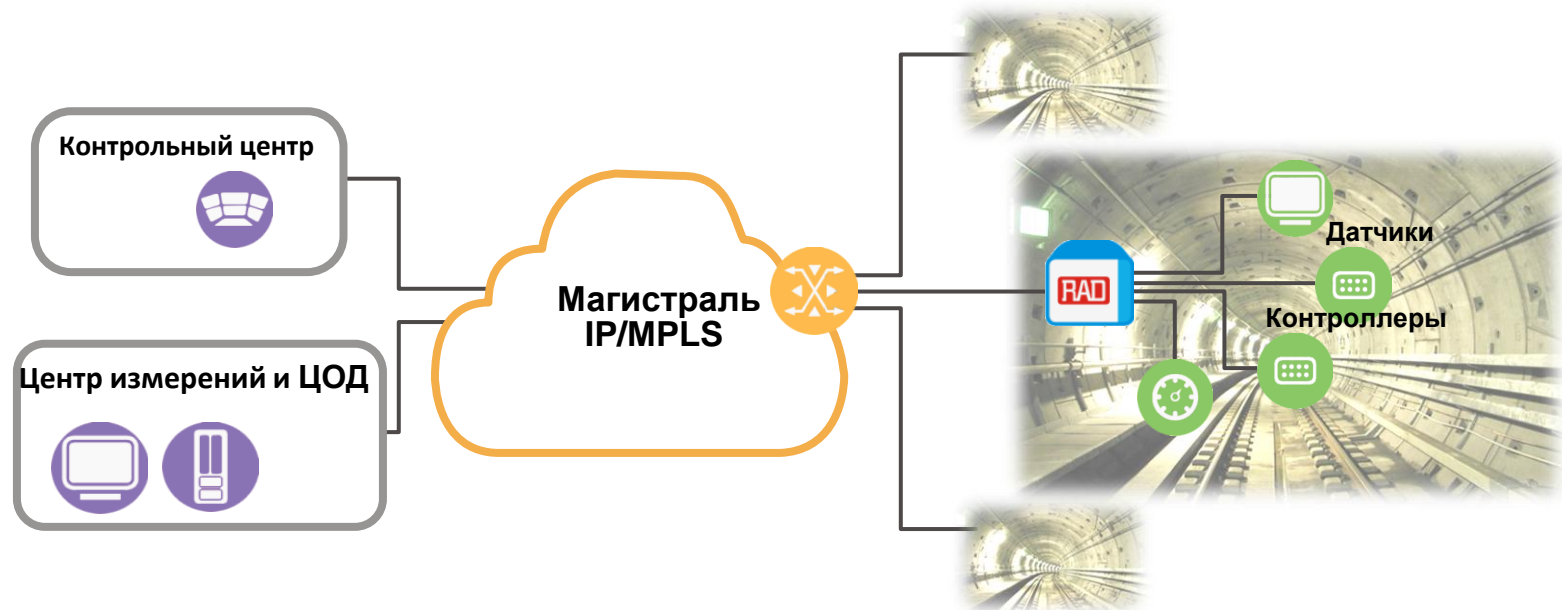 Контрольный центр
Центр измерений и ЦОД
Магистраль
IP/MPLS
RAD
Датчики
Контроллеры